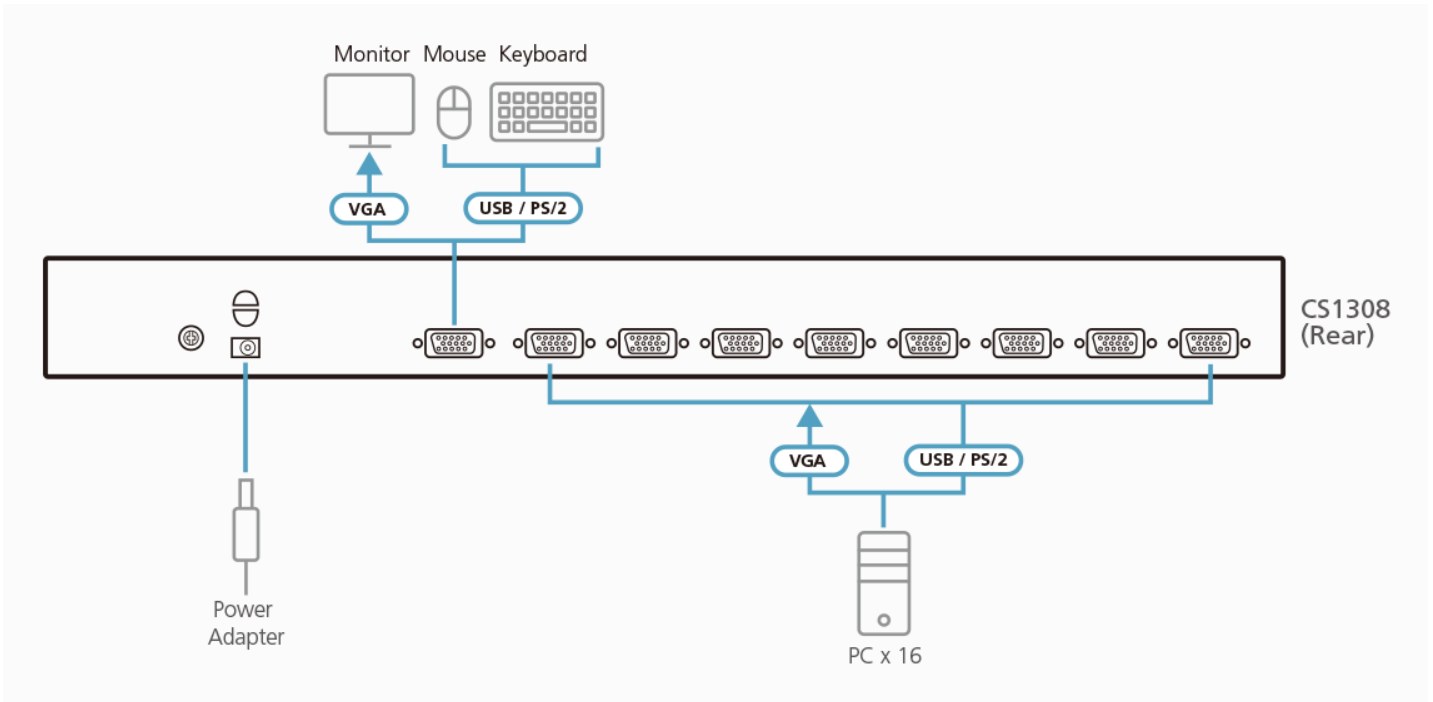 Monitor Mouse Keyboard
VGA
USB / PS/2
CS1308
(Rear)
VGA
USB / PS/2
Power
Adapter
PC x 16